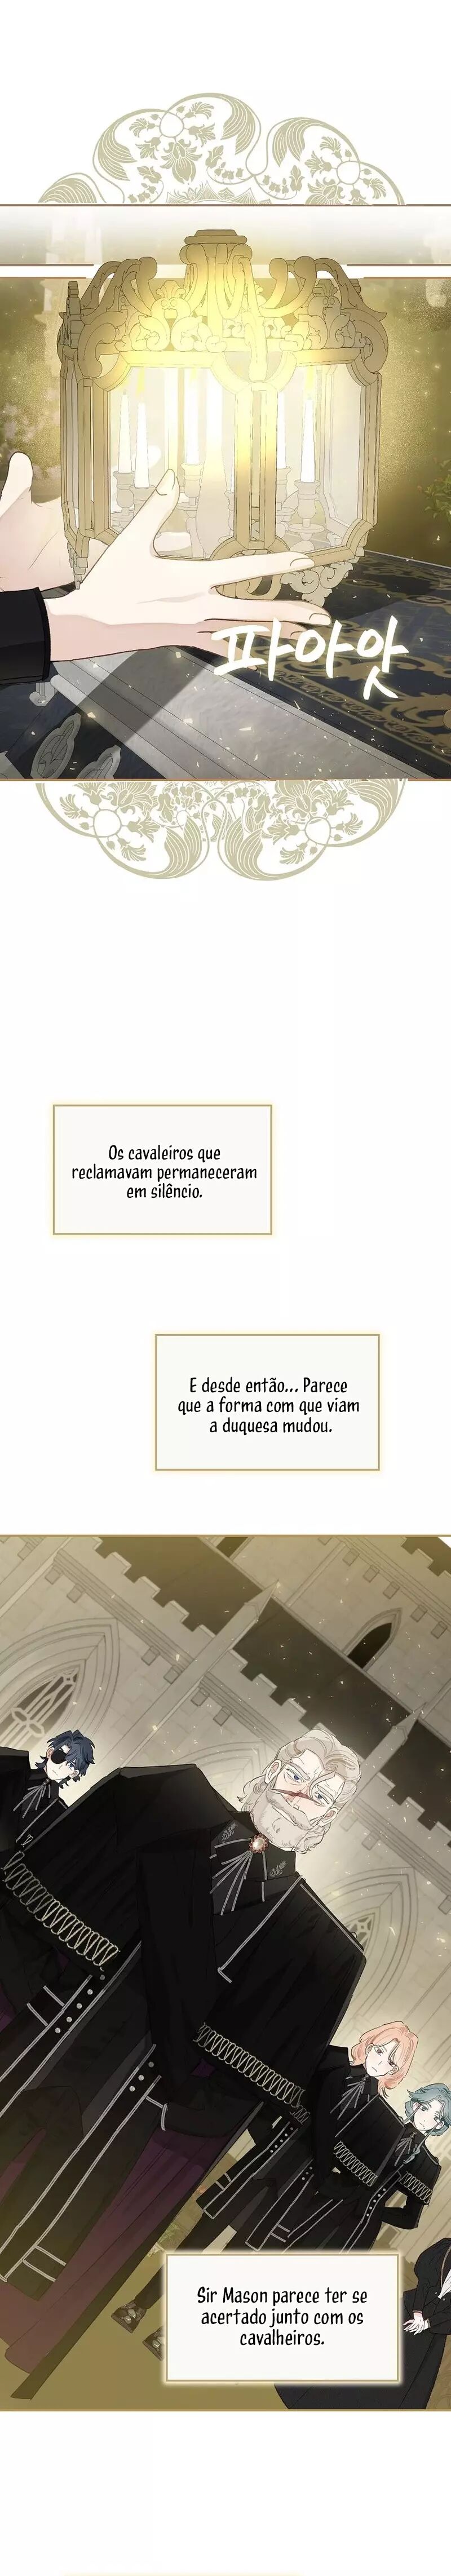 파아앗
Os cavaleiros que
reclamavam permaneceram
em silêncio.
E desde então... Parece
que a forma com que viam
a duquesa mudou.
Sir Mason parece ter se
acertado junto com os
cavalheiros.